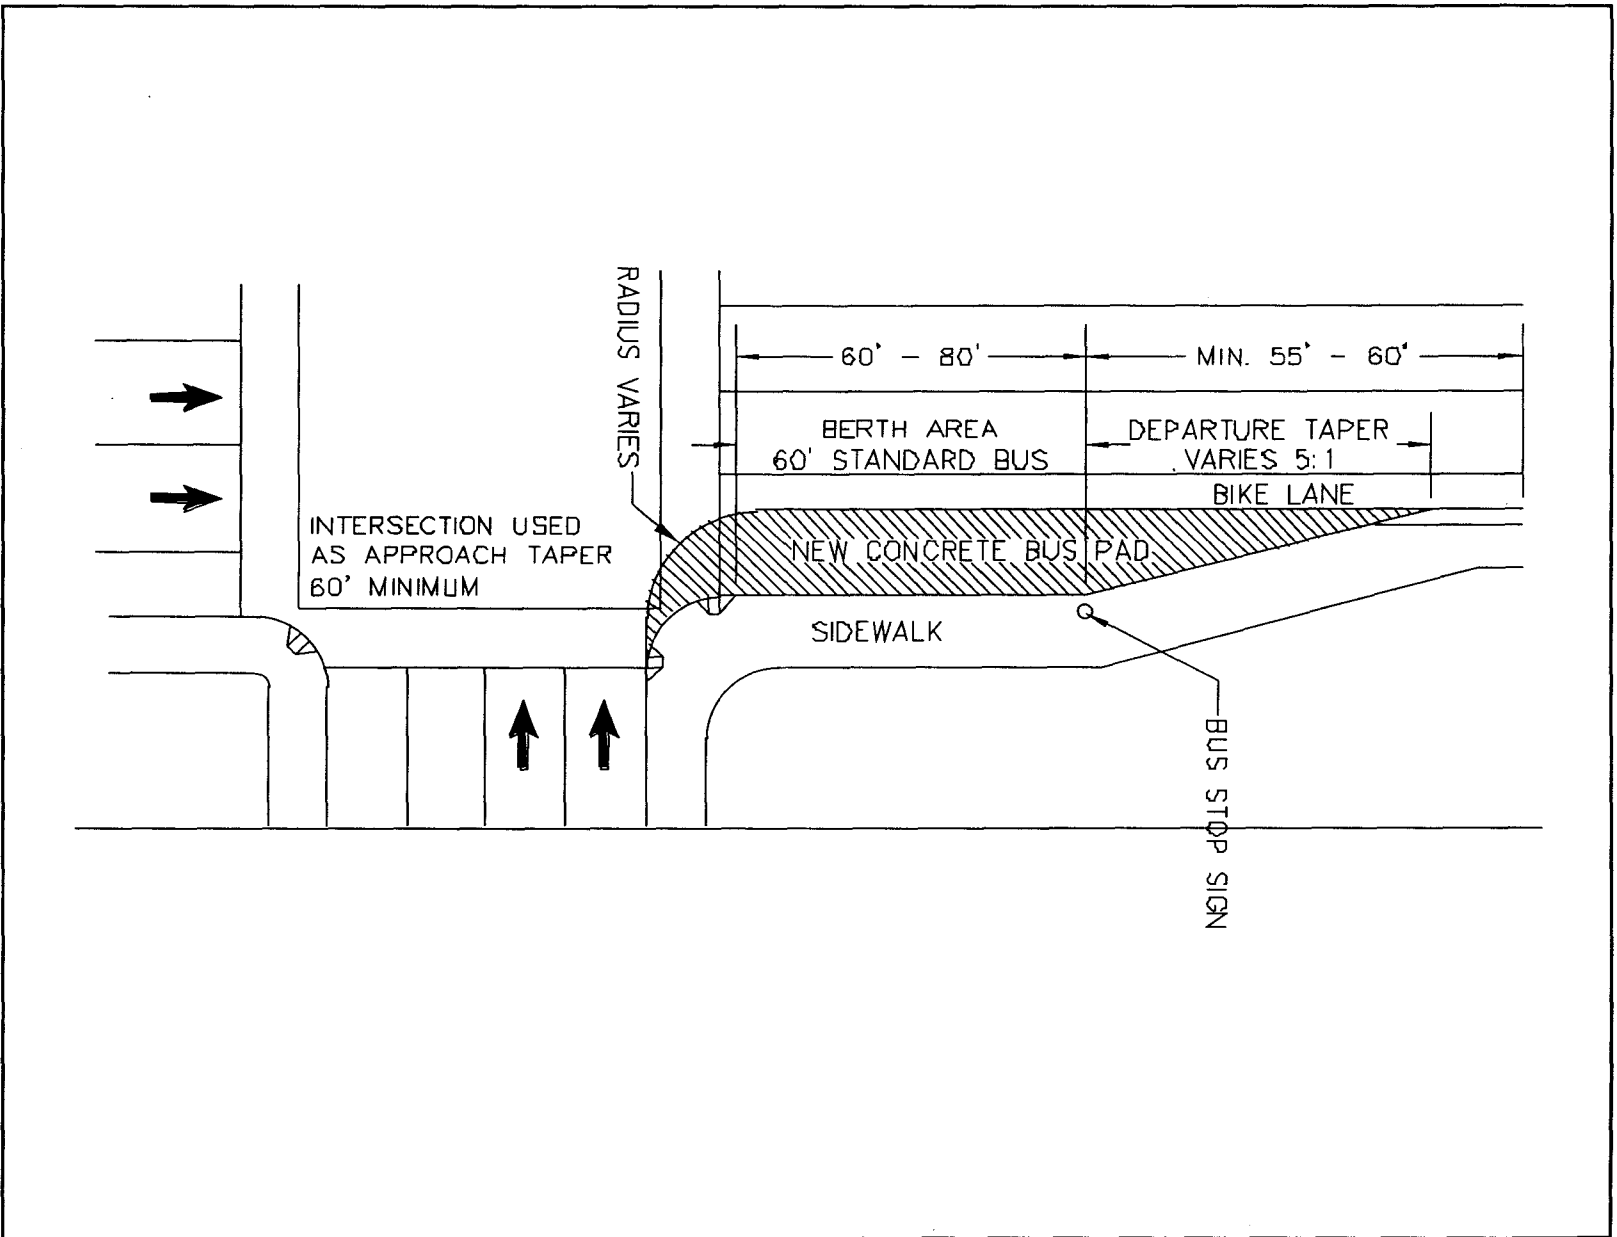 RADIUS VARIES
60' - 80'
MIN. 55' - 60'
BERTH AREA
60' STANDARD BUS
DEPARTURE TAPER
VARIES 5:1
BIKE LANE
INTERSECTION USED
AS APPROACH TAPER
60' MINIMUM
NEW CONCRETE BUS PAD
SIDEWALK
BUS STOP SIGN